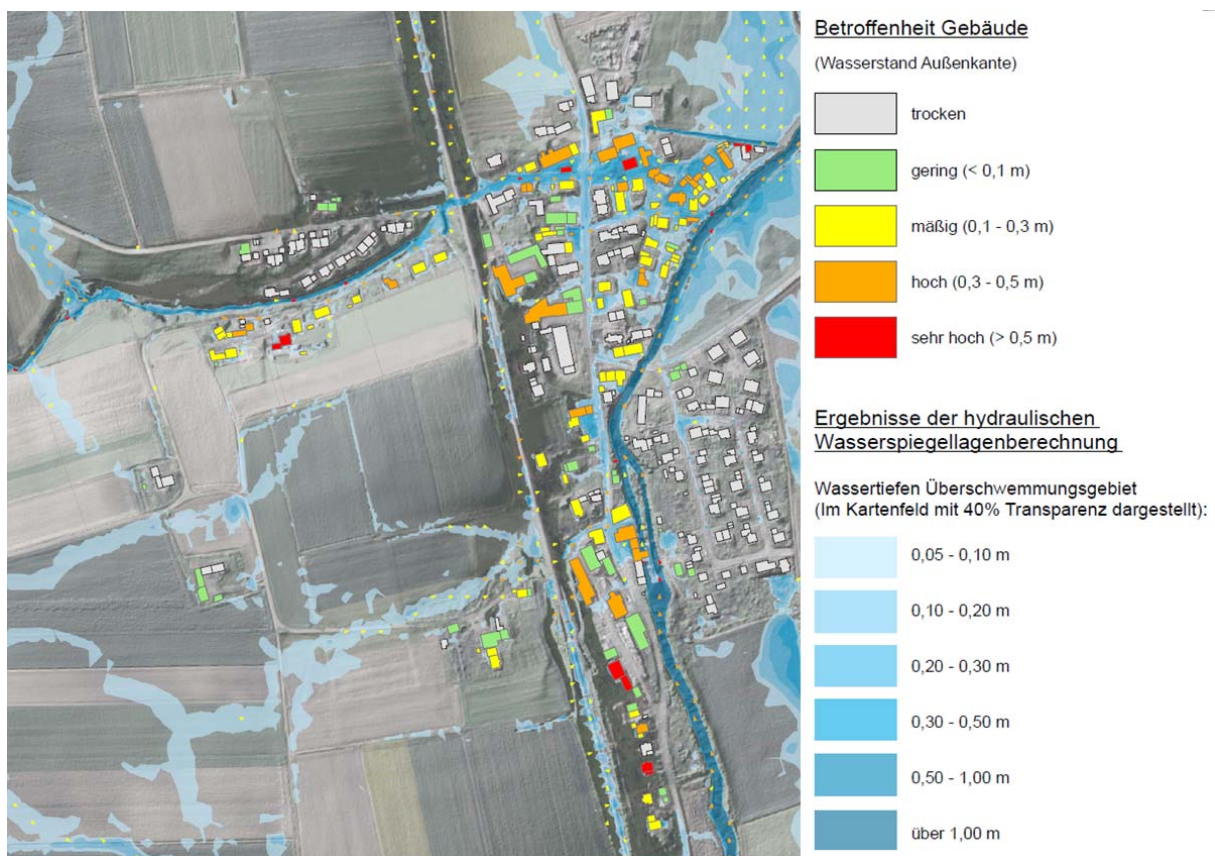 Betroffenheit Gebäude
(Wasserstand Außenkante)
trocken
gering (< 0,1 m)
mäßig (0,1 - 0,3 m)
hoch (0,3 - 0,5 m)
sehr hoch (> 0,5 m)
Ergebnisse der hydraulischen
Wasserspiegellagenberechnung
Wassertiefen Überschwemmungsgebiet
(Im Kartenfeld mit 40% Transparenz dargestellt):
0,05 - 0,10 m
0,10 - 0,20 m
0,20 - 0,30 m
0,30 - 0,50 m
0,50 - 1,00 m
über 1,00 m